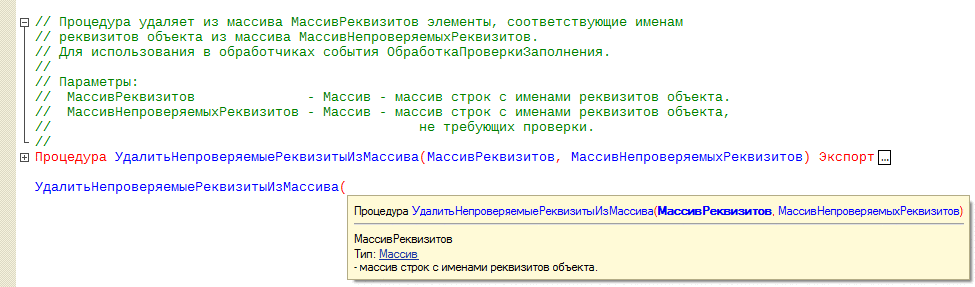 // Процедура удаляет из массива МассивРеквизитов элементы, соответствующие именам
// реквизитов объекта из массива МассивНепроверяемыхРеквизитов.
// Для использования в обработчиках события ОбработкаПроверкиЗаполнения.
//
// Параметры:
//  МассивРеквизитов              - Массив - массив строк с именами реквизитов объекта.
//  МассивНепроверяемыхРеквизитов - Массив - массив строк с именами реквизитов объекта,
//                                           не требующих проверки.
//
Процедура УдалитьНепроверяемыеРеквизитыИзМассива(МассивРеквизитов, МассивНепроверяемыхРеквизитов) Экспорт...
УдалитьНепроверяемыеРеквизитыИзМассива(
Процедура УдалитьНепроверяемыеРеквизитыИзМассива(МассивРеквизитов, МассивНепроверяемыхРеквизитов)
МассивРеквизитов
Тип: Массив
- массив строк с именами реквизитов объекта.